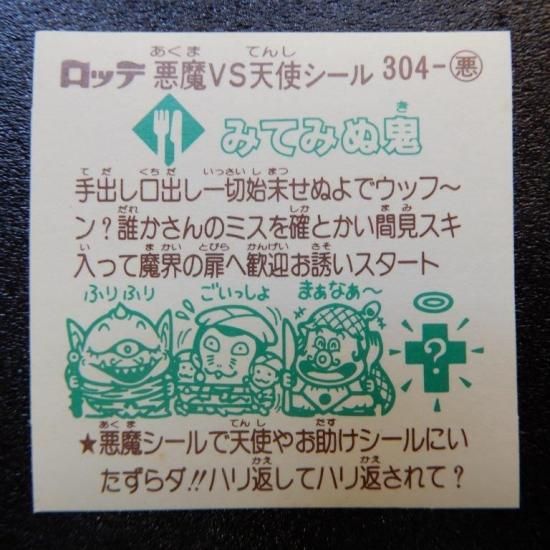 ロッテ 悪魔VS天使シール 304-悪
みてみぬ鬼
手出し口出し一切始末せぬよでウッフ〜
ン?誰かさんのミスを確とかい間見スキ
入って魔界の扉へ歓迎お誘いスタート
ふりふり ごいっしょ まぁなぁ〜
?
★悪魔シールで天使やお助けシールにい
たずらダ!!ハリ返してハリ返されて?